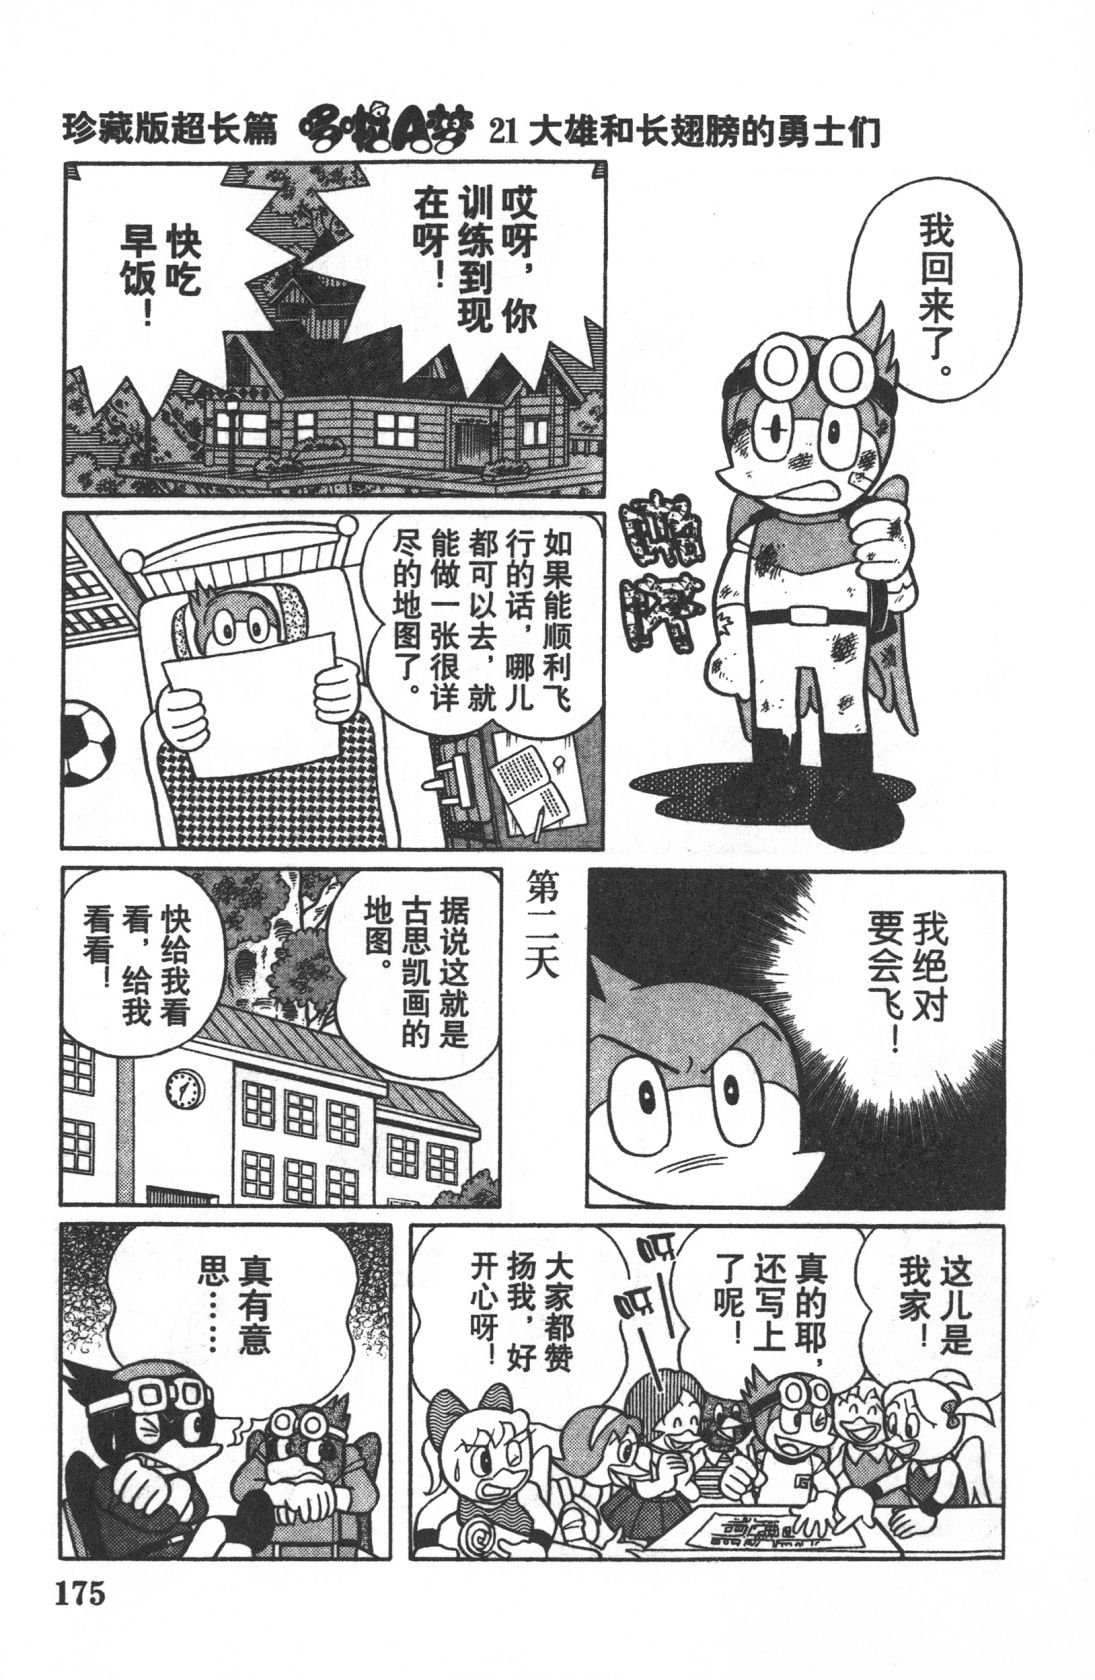 珍藏版超长篇 哆啦A梦 21 大雄和长翅膀的勇士们
我回来了。
哎呀，你
训练到现
在呀！
快吃
早饭！
如果能顺利飞
行的话，哪儿
都可以去，就
能做一张很详
尽的地图了。
我绝对
要会飞！
第二天
据说这就是
古思凯画的
地图。
快给我看
看，给我
看看！
这儿是
我家！
真的耶，
还写上
了呢！
大家都赞
扬我，好
开心呀！
真有意
思……
175